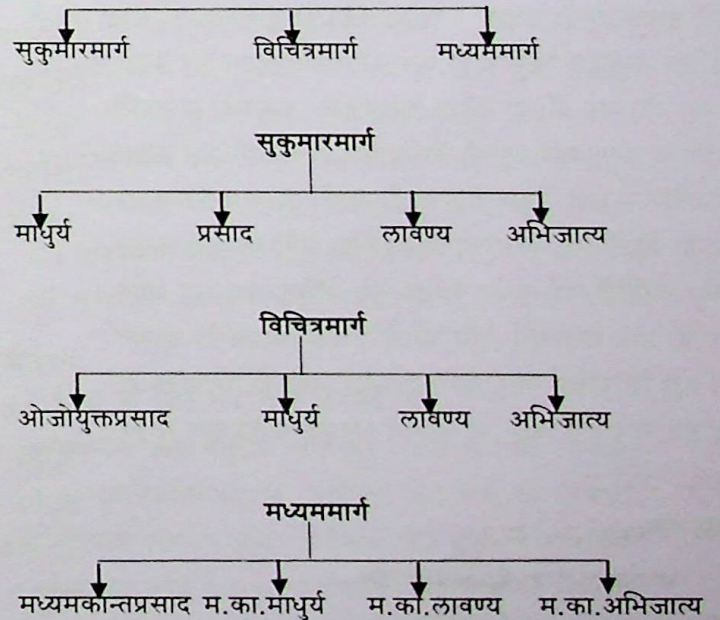 सुकुमारमार्ग विचित्रमार्ग मध्यममार्ग
सुकुमारमार्ग
माधुर्य प्रसाद लावण्य अभिजात्य
विचित्रमार्ग
ओजोयुक्तप्रसाद माधुर्य लावण्य अभिजात्य
मध्यममार्ग
मध्यमकान्तप्रसाद म.का.माधुर्य म.का.लावण्य म.का.अभिजात्य